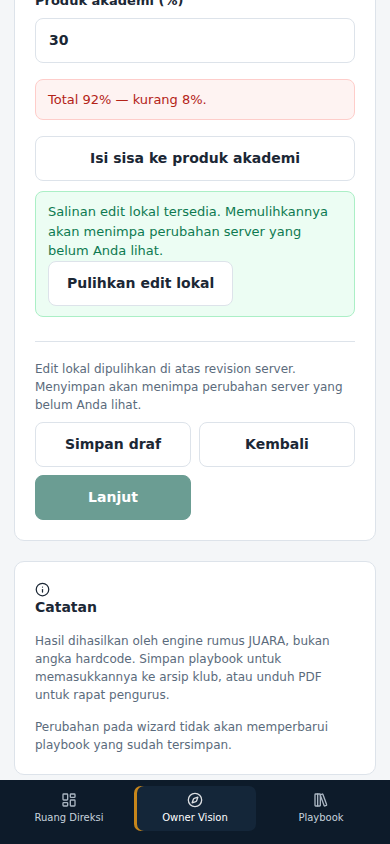 Produk akademi (%)
30
Total 92% — kurang 8%.
Isi sisa ke produk akademi
Salinan edit lokal tersedia. Memulihkannya
akan menimpa perubahan server yang
belum Anda lihat.
Pulihkan edit lokal
Edit lokal dipulihkan di atas revision server.
Menyimpan akan menimpa perubahan server yang
belum Anda lihat.
Simpan draf
Kembali
Lanjut
Catatan
Hasil dihasilkan oleh engine rumus JUARA, bukan
angka hardcode. Simpan playbook untuk
memasukkannya ke arsip klub, atau unduh PDF
untuk rapat pengurus.
Perubahan pada wizard tidak akan memperbarui
playbook yang sudah tersimpan.
Ruang Direksi
Owner Vision
Playbook